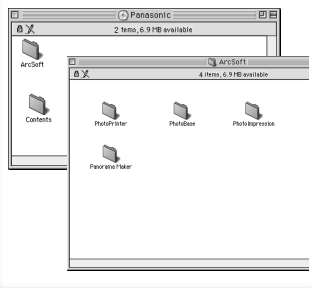 Panasonic
2 items, 6.9 MB available
ArcSoft
Contents
ArcSoft
4 items, 6.9 MB available
PhotoPrinter
PhotoBase
PhotoImpression
Panorama Maker